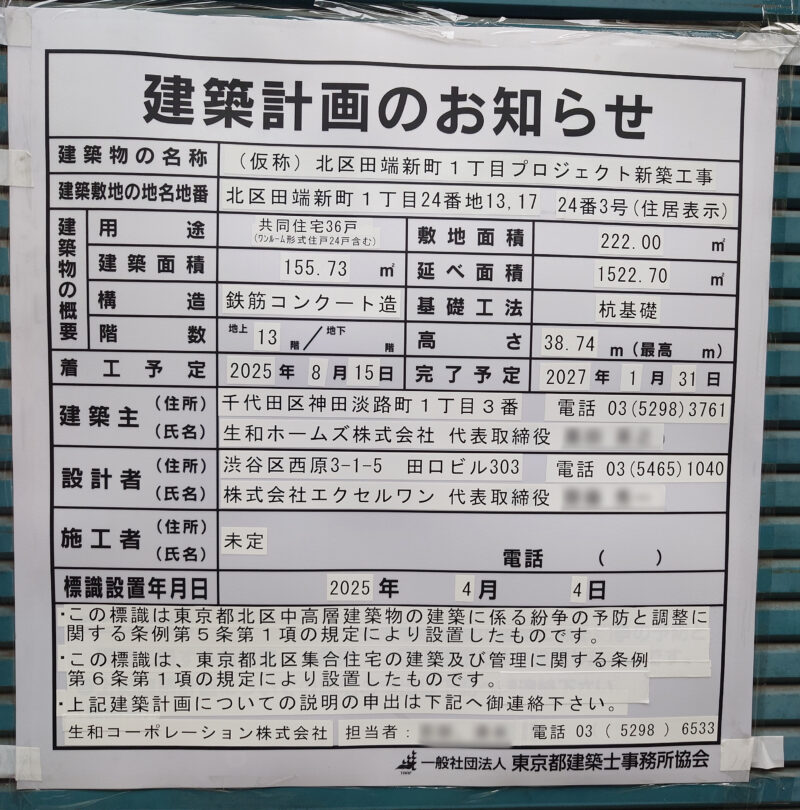 建築計画のお知らせ
建築物の名称 （仮称）北区田端新町１丁目プロジェクト新築工事
建築敷地の地名地番 北区田端新町１丁目24番地13,17 24番3号(住居表示)
建築物の概要
用途 共同住宅36戸 (ワンルーム形式住戸24戸含む) 敷地面積 222.00 ㎡
建築面積 155.73 ㎡ 延べ面積 1522.70 ㎡
構造 鉄筋コンクート造 基礎工法 杭基礎
階数 地上 13 階／地下 階 高さ 38.74 m (最高 m)
着工予定 2025 年 8 月 15 日 完了予定 2027 年 1 月 31 日
建築主 (住所) 千代田区神田淡路町１丁目３番 電話 03(5298)3761
(氏名) 生和ホームズ株式会社 代表取締役
設計者 (住所) 渋谷区西原3-1-5 田口ビル303 電話 03(5465)1040
(氏名) 株式会社エクセルワン 代表取締役
施工者 (住所) (氏名) 未定 電話 ( )
標識設置年月日 2025 年 4 月 4 日
・この標識は東京都北区中高層建築物の建築に係る紛争の予防と調整に
関する条例第５条第１項の規定により設置したものです。
・この標識は、東京都北区集合住宅の建築及び管理に関する条例
第６条第１項の規定により設置したものです。
・上記建築計画についての説明の申出は下記へ御連絡下さい。
生和コーポレーション株式会社 担当者： 電話 03 ( 5298 ) 6533
一般社団法人 東京都建築士事務所協会